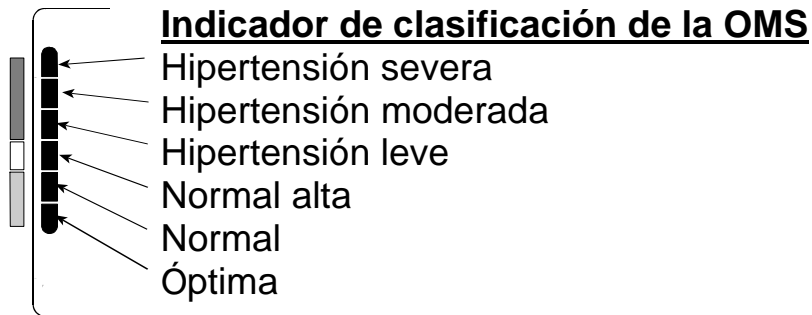 Indicador de clasificación de la OMS
Hipertensión severa
Hipertensión moderada
Hipertensión leve
Normal alta
Normal
Óptima